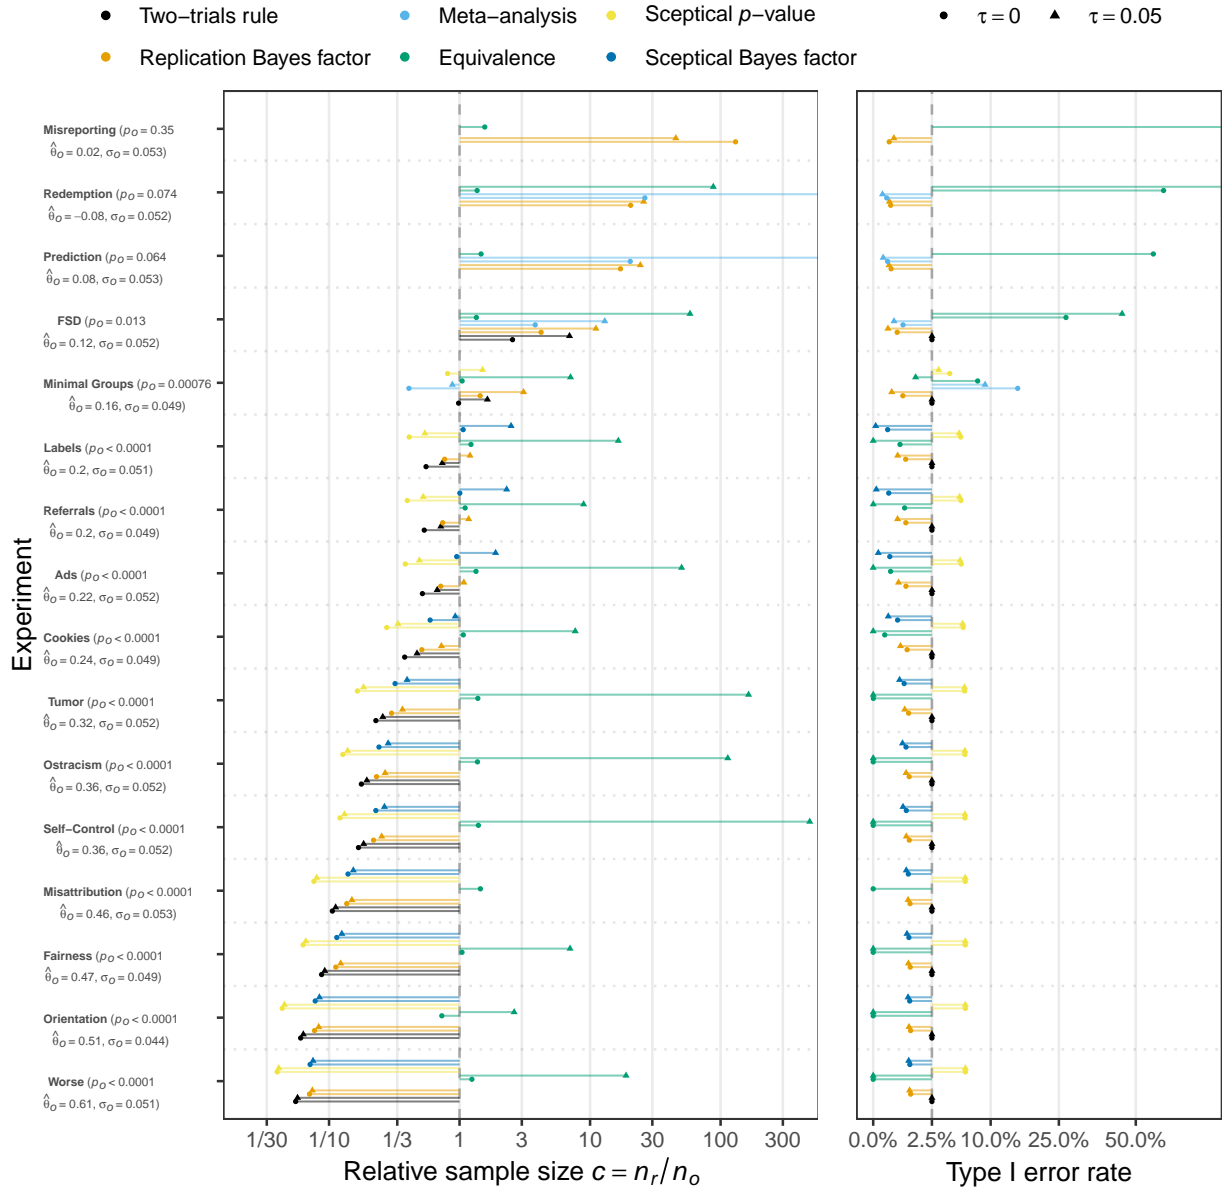 Two−trials rule
Meta−analysis
Sceptical p−value
τ = 0
τ = 0.05
Replication Bayes factor
Equivalence
Sceptical Bayes factor
Experiment
Misreporting (po = 0.35
θ̂o = 0.02, σo = 0.053)
Redemption (po = 0.074
θ̂o = −0.08, σo = 0.052)
Prediction (po = 0.064
θ̂o = 0.08, σo = 0.053)
FSD (po = 0.013
θ̂o = 0.12, σo = 0.052)
Minimal Groups (po = 0.00076
θ̂o = 0.16, σo = 0.049)
Labels (po < 0.0001
θ̂o = 0.2, σo = 0.051)
Referrals (po < 0.0001
θ̂o = 0.2, σo = 0.049)
Ads (po < 0.0001
θ̂o = 0.22, σo = 0.052)
Cookies (po < 0.0001
θ̂o = 0.24, σo = 0.049)
Tumor (po < 0.0001
θ̂o = 0.32, σo = 0.052)
Ostracism (po < 0.0001
θ̂o = 0.36, σo = 0.052)
Self−Control (po < 0.0001
θ̂o = 0.36, σo = 0.052)
Misattribution (po < 0.0001
θ̂o = 0.46, σo = 0.053)
Fairness (po < 0.0001
θ̂o = 0.47, σo = 0.049)
Orientation (po < 0.0001
θ̂o = 0.51, σo = 0.044)
Worse (po < 0.0001
θ̂o = 0.61, σo = 0.051)
1/30 1/10 1/3 1 3 10 30 100 300
0.0% 2.5% 10.0% 25.0% 50.0%
Relative sample size c = nr/no
Type I error rate